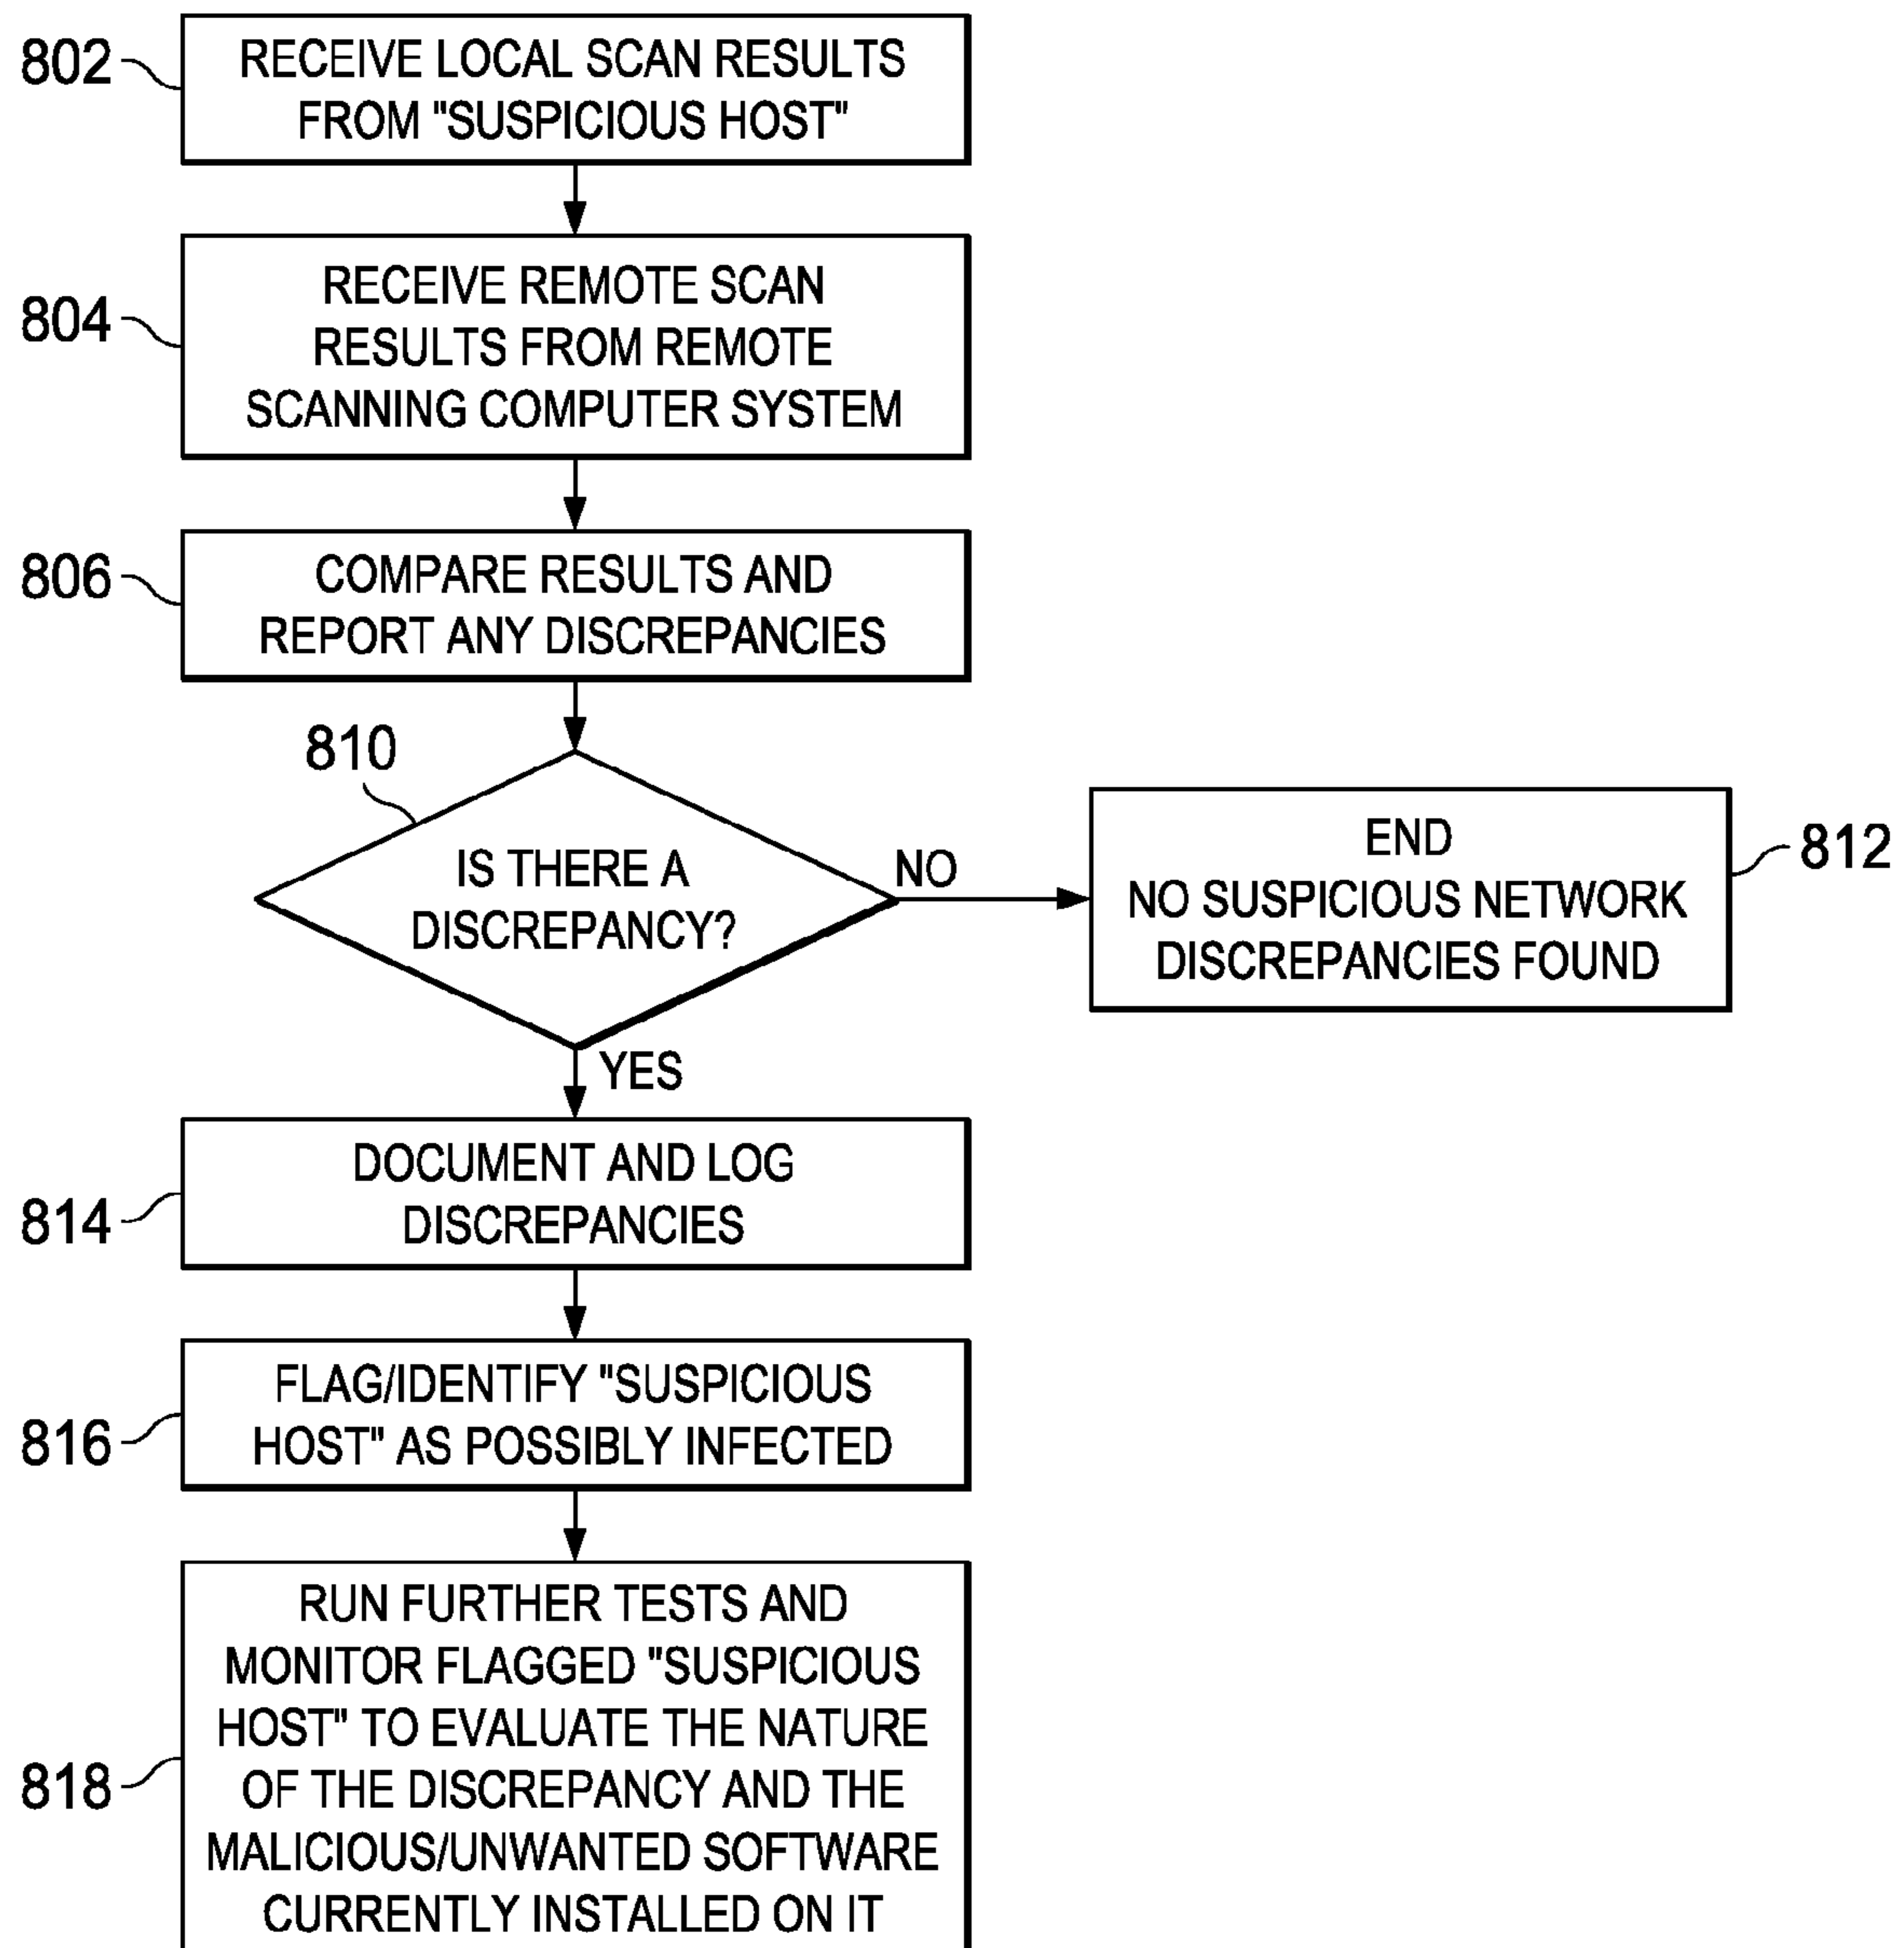 802
RECEIVE LOCAL SCAN RESULTS
FROM "SUSPICIOUS HOST"
804
RECEIVE REMOTE SCAN
RESULTS FROM REMOTE
SCANNING COMPUTER SYSTEM
806
COMPARE RESULTS AND
REPORT ANY DISCREPANCIES
810
IS THERE A
DISCREPANCY?
NO
END
NO SUSPICIOUS NETWORK
DISCREPANCIES FOUND
812
YES
814
DOCUMENT AND LOG
DISCREPANCIES
816
FLAG/IDENTIFY "SUSPICIOUS
HOST" AS POSSIBLY INFECTED
818
RUN FURTHER TESTS AND
MONITOR FLAGGED "SUSPICIOUS
HOST" TO EVALUATE THE NATURE
OF THE DISCREPANCY AND THE
MALICIOUS/UNWANTED SOFTWARE
CURRENTLY INSTALLED ON IT